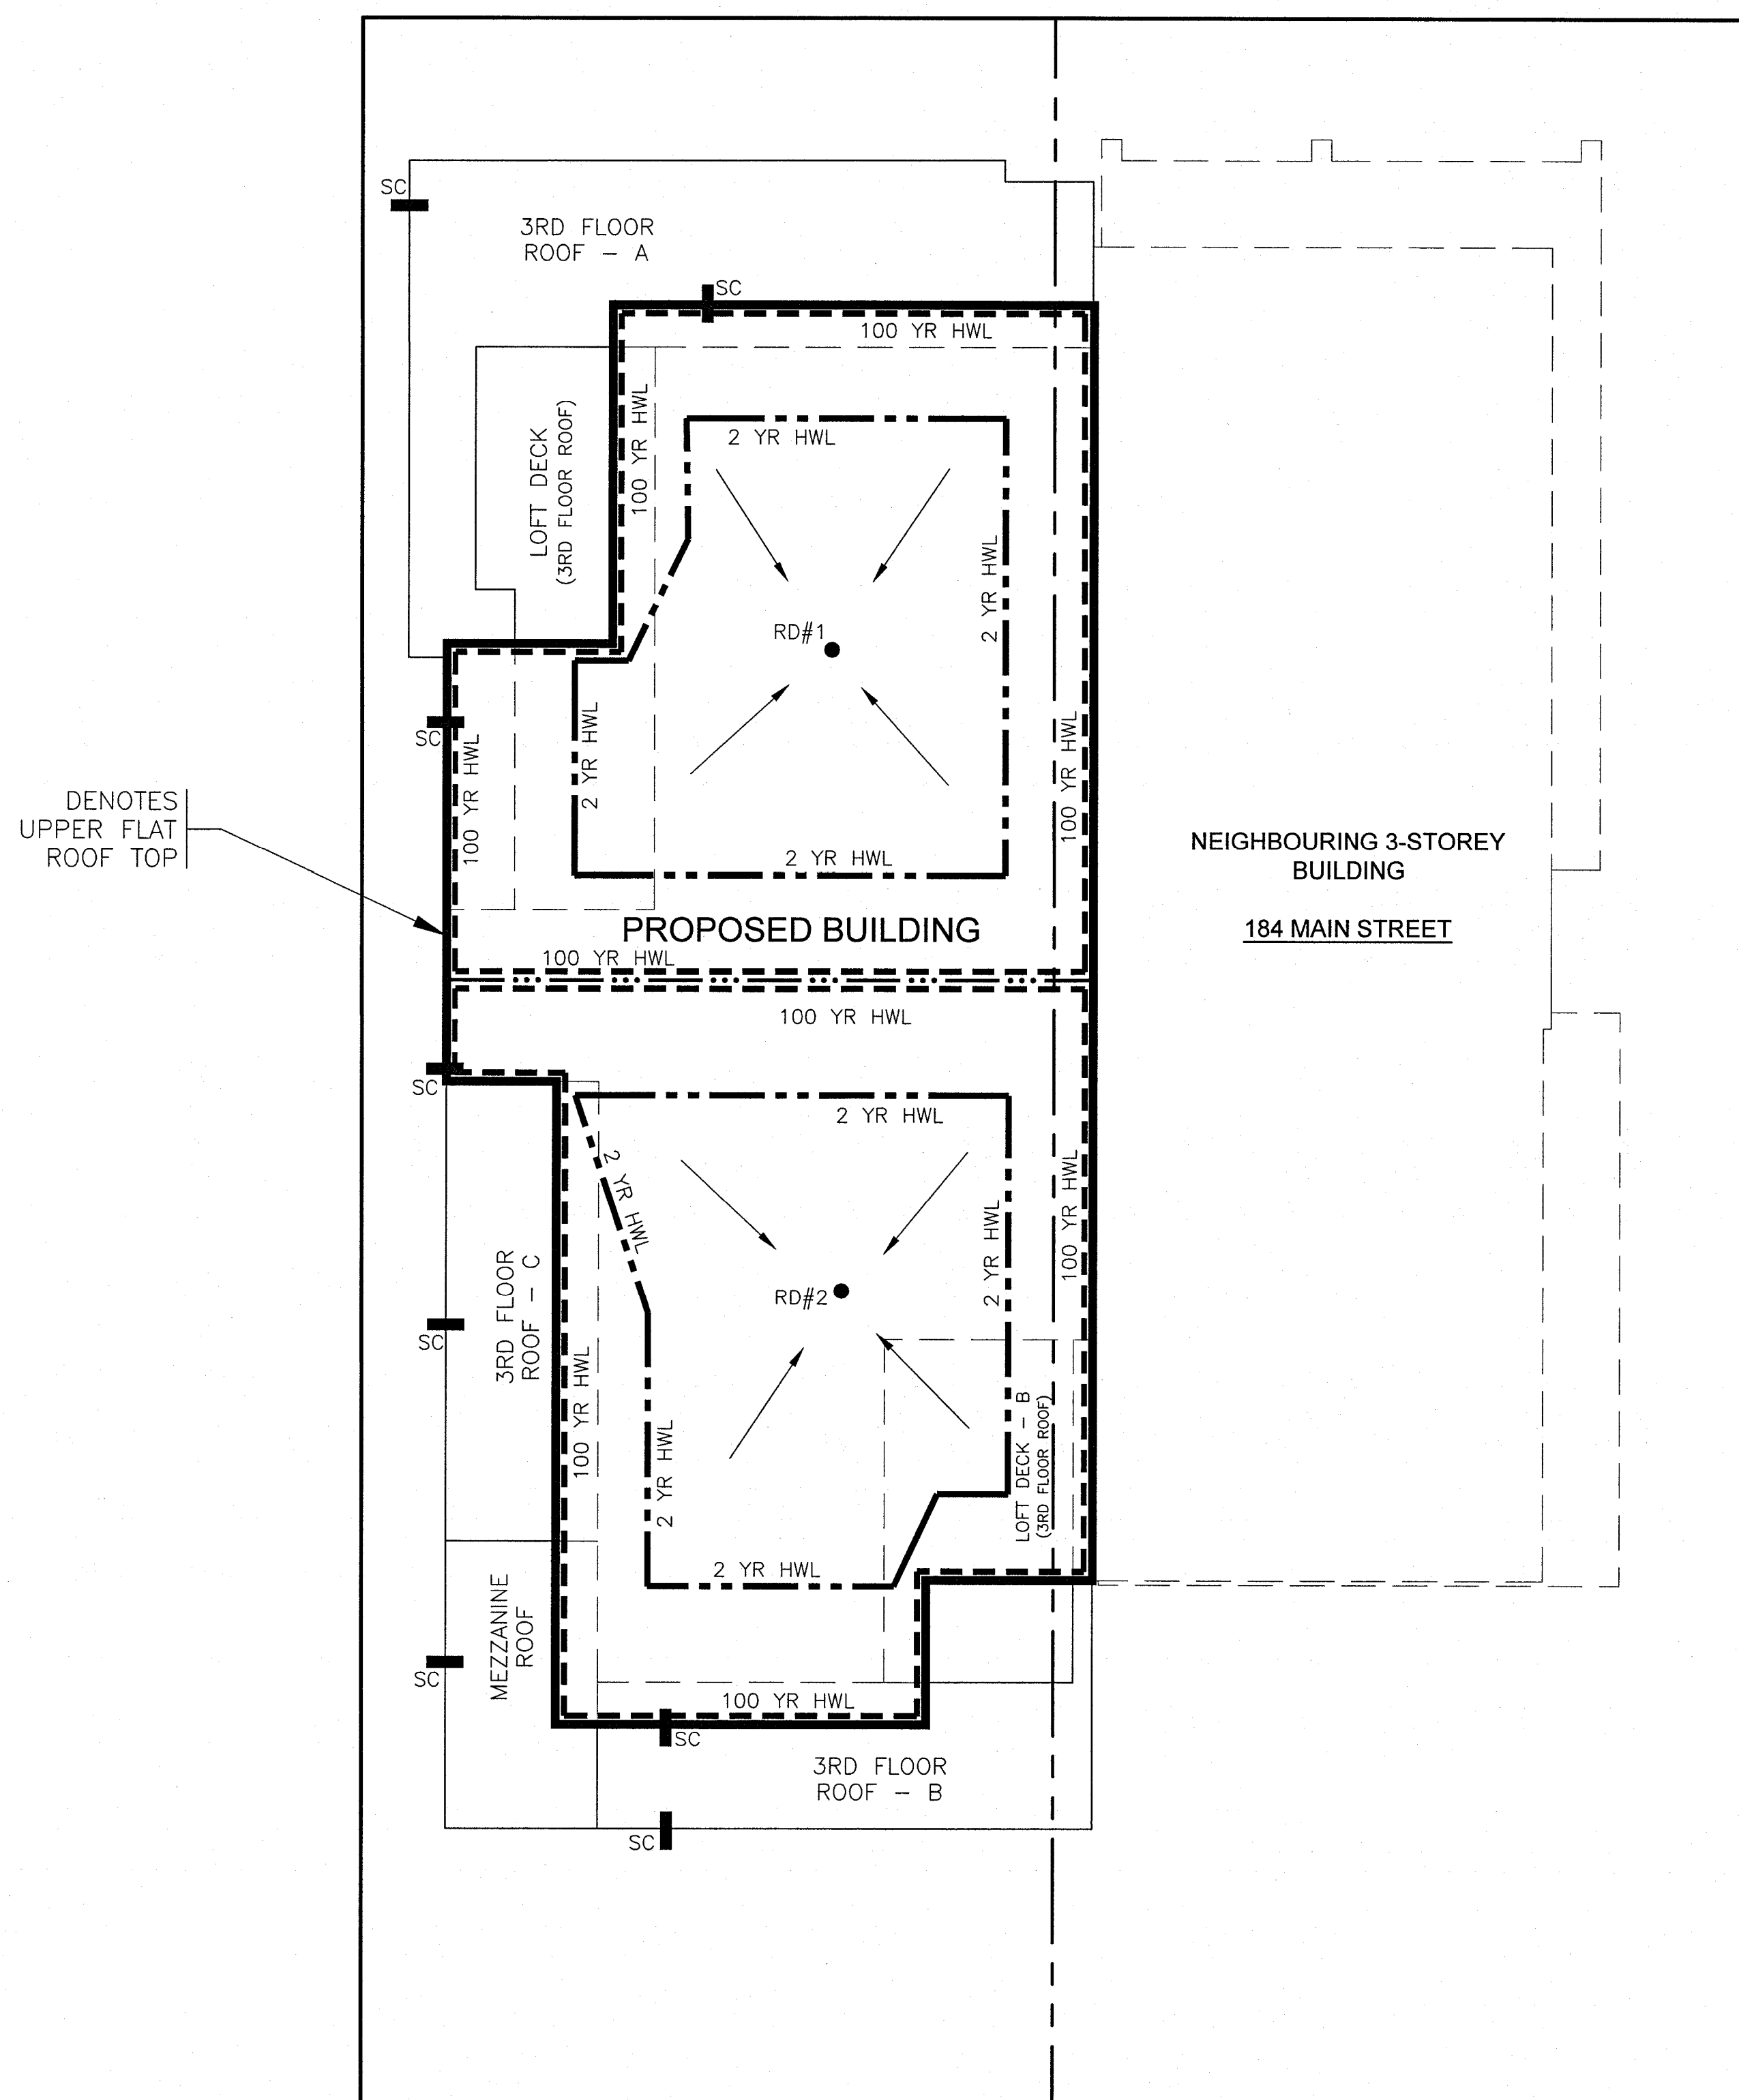 SC
3RD FLOOR
ROOF - A
SC
100 YR HWL
100 YR HWL
LOFT DECK
(3RD FLOOR ROOF)
2 YR HWL
2 YR HWL
RD#1
SC
100 YR HWL
2 YR HWL
100 YR HWL
DENOTES
UPPER FLAT
ROOF TOP
2 YR HWL
NEIGHBOURING 3-STOREY
BUILDING
184 MAIN STREET
PROPOSED BUILDING
100 YR HWL
100 YR HWL
SC
2 YR HWL
2 YR HWL
100 YR HWL
2 YR HWL
RD#2
3RD FLOOR
ROOF - C
SC
100 YR HWL
2 YR HWL
LOFT DECK - B
(3RD FLOOR ROOF)
2 YR HWL
MEZZANINE
ROOF
SC
100 YR HWL
SC
3RD FLOOR
ROOF - B
SC